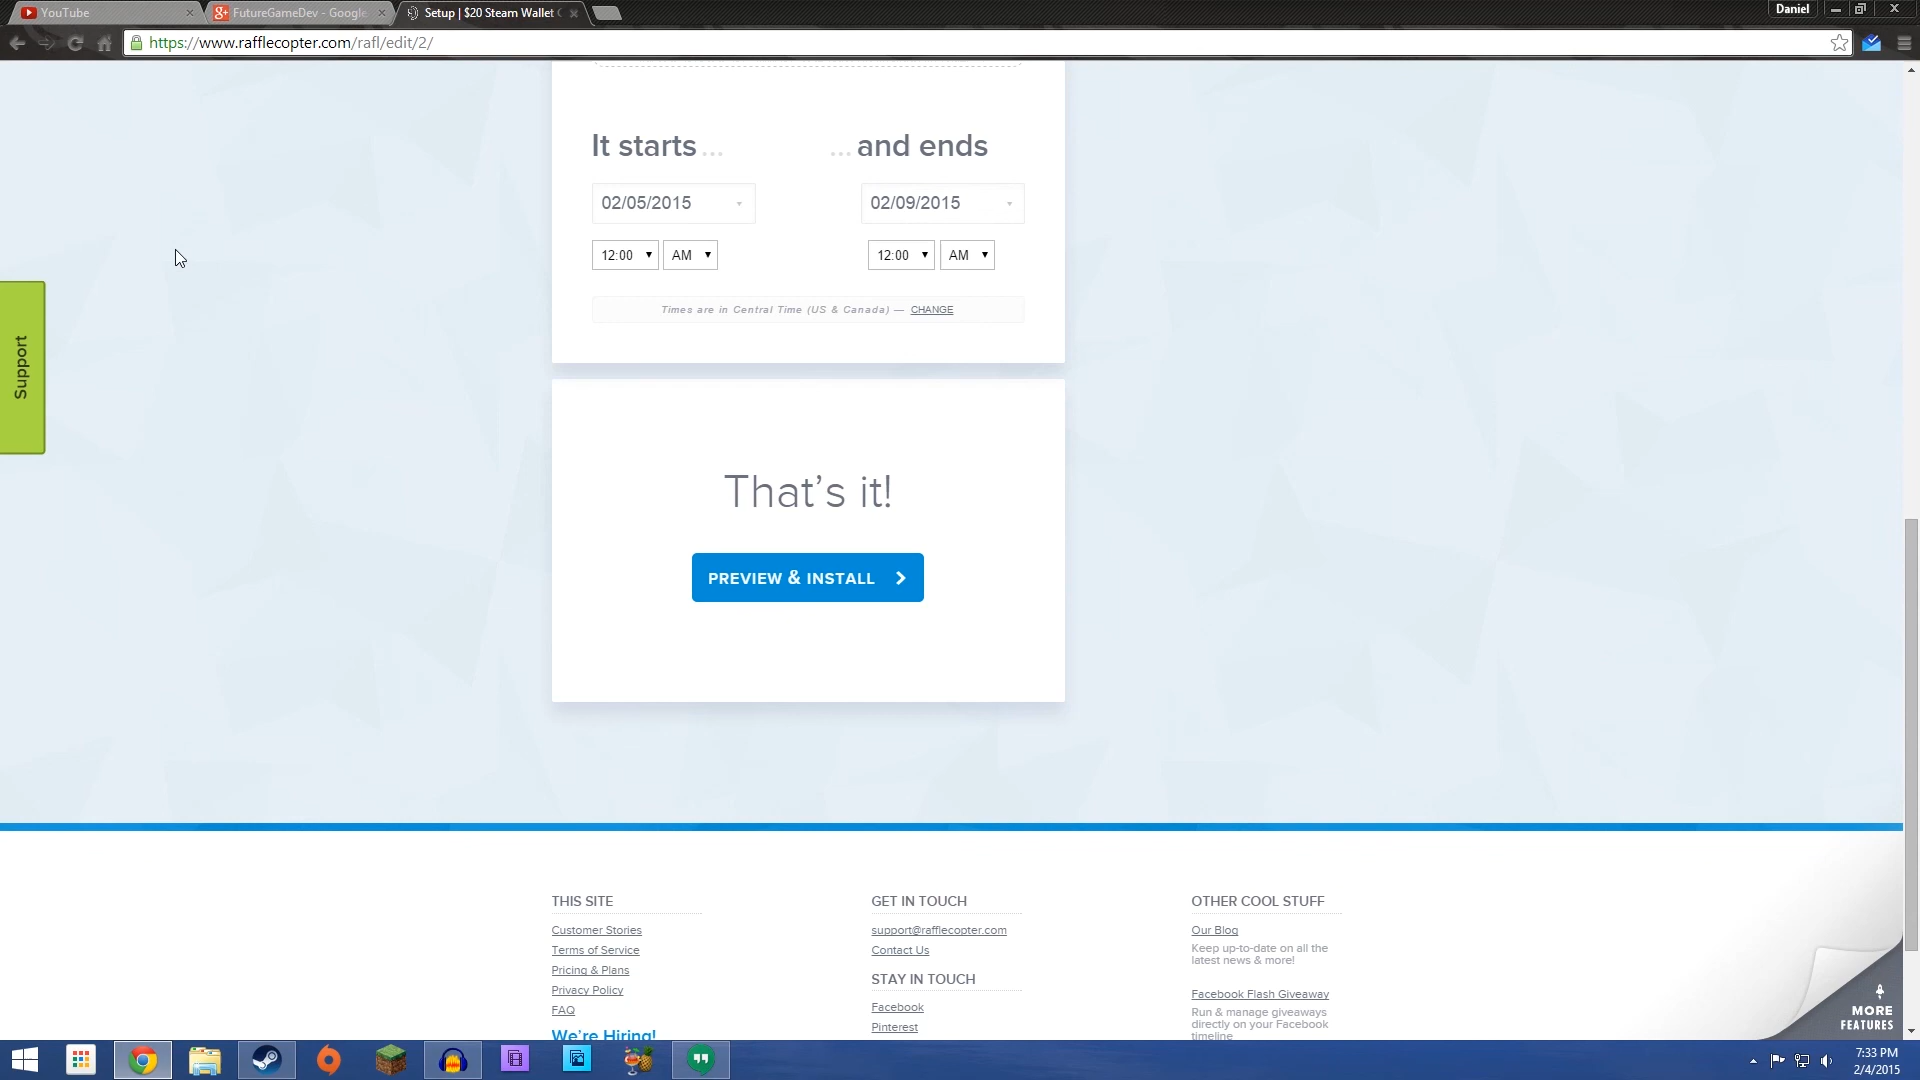 YouTube
FutureGameDev - Google
Setup | $20 Steam Wallet
Daniel
https://www.rafflecopter.com/rafl/edit/2/
It starts ...
... and ends
02/05/2015
02/09/2015
12:00 AM
12:00 AM
Times are in Central Time (US & Canada) — CHANGE
Support
That's it!
PREVIEW & INSTALL
THIS SITE
Customer Stories
Terms of Service
Pricing & Plans
Privacy Policy
FAQ
We're Hiring!
GET IN TOUCH
support@rafflecopter.com
Contact Us
STAY IN TOUCH
Facebook
Pinterest
OTHER COOL STUFF
Our Blog
Keep up-to-date on all the
latest news & more!
Facebook Flash Giveaway
Run & manage giveaways
directly on your Facebook
timeline
MORE
FEATURES
7:33 PM
2/4/2015